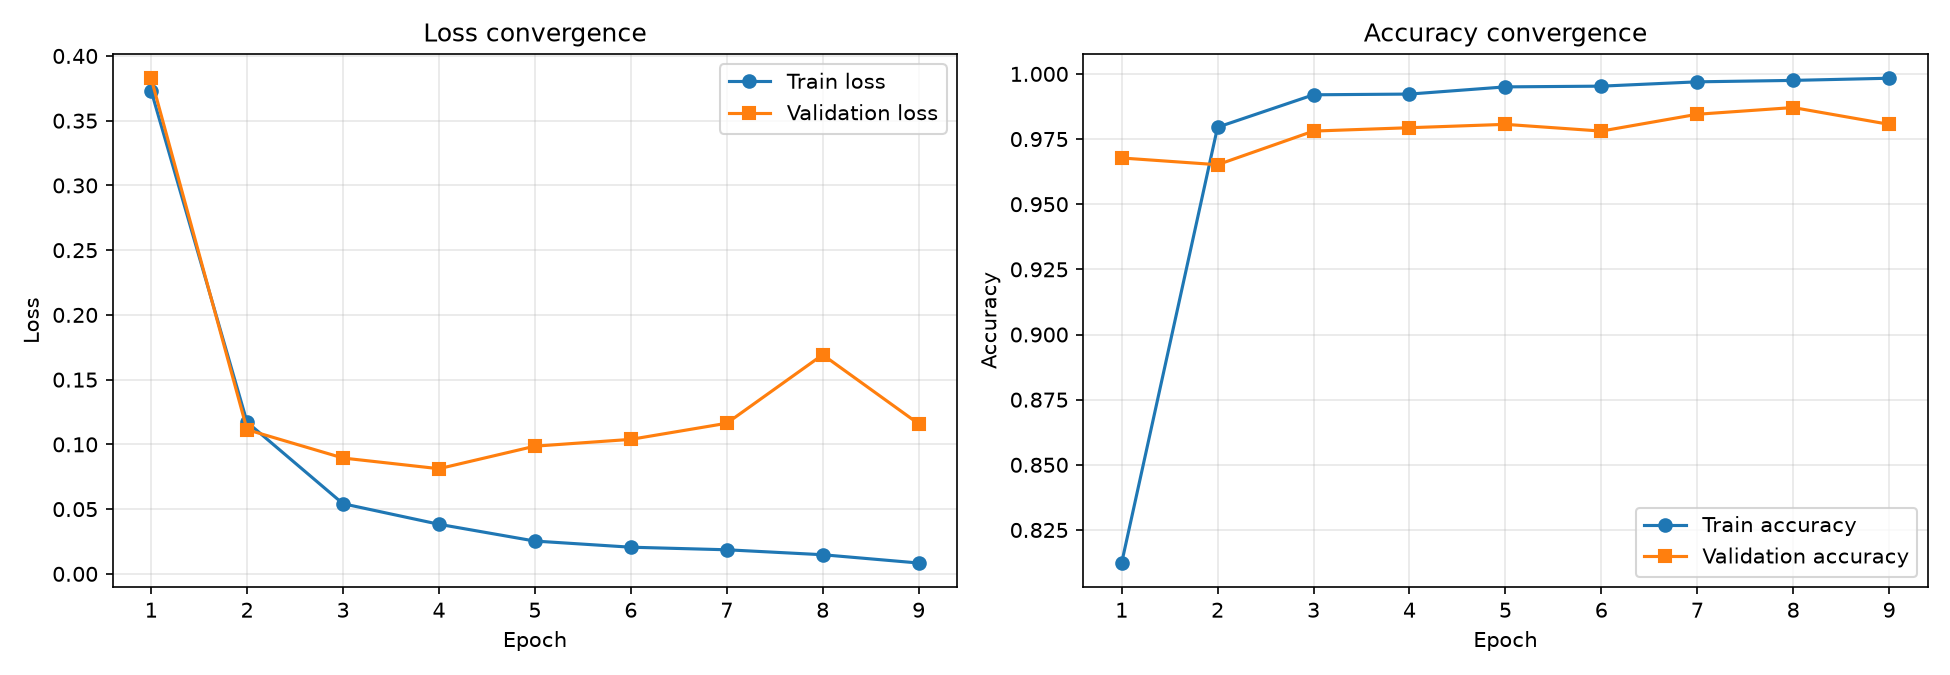 Loss convergence
0.40
0.35
0.30
0.25
0.20
0.15
0.10
0.05
0.00
Loss
Train loss
Validation loss
1 2 3 4 5 6 7 8 9
Epoch
Accuracy convergence
1.000
0.975
0.950
0.925
0.900
0.875
0.850
0.825
Accuracy
Train accuracy
Validation accuracy
1 2 3 4 5 6 7 8 9
Epoch